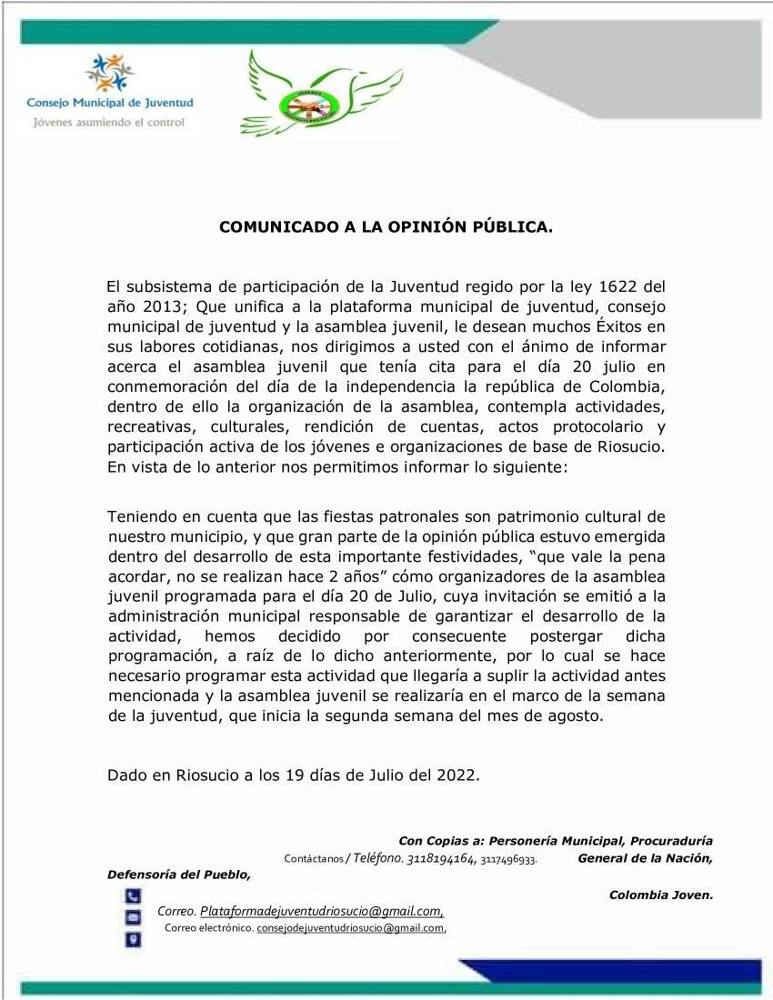 Consejo Municipal de Juventud
Jóvenes asumiendo el control
COMUNICADO A LA OPINIÓN PÚBLICA.
El subsistema de participación de la Juventud regido por la ley 1622 del
año 2013; Que unifica a la plataforma municipal de juventud, consejo
municipal de juventud y la asamblea juvenil, le desean muchos Éxitos en
sus labores cotidianas, nos dirigimos a usted con el ánimo de informar
acerca el asamblea juvenil que tenía cita para el día 20 julio en
conmemoración del día de la independencia la república de Colombia,
dentro de ello la organización de la asamblea, contempla actividades,
recreativas, culturales, rendición de cuentas, actos protocolario y
participación activa de los jóvenes e organizaciones de base de Riosucio.
En vista de lo anterior nos permitimos informar lo siguiente:
Teniendo en cuenta que las fiestas patronales son patrimonio cultural de
nuestro municipio, y que gran parte de la opinión pública estuvo emergida
dentro del desarrollo de esta importante festividades, “que vale la pena
acordar, no se realizan hace 2 años” cómo organizadores de la asamblea
juvenil programada para el día 20 de Julio, cuya invitación se emitió a la
administración municipal responsable de garantizar el desarrollo de la
actividad, hemos decidido por consecuente postergar dicha
programación, a raíz de lo dicho anteriormente, por lo cual se hace
necesario programar esta actividad que llegaría a suplir la actividad antes
mencionada y la asamblea juvenil se realizaría en el marco de la semana
de la juventud, que inicia la segunda semana del mes de agosto.
Dado en Riosucio a los 19 días de Julio del 2022.
Con Copias a: Personería Municipal, Procuraduría
Contáctanos / Teléfono. 3118194164, 3117496933. General de la Nación,
Defensoría del Pueblo,
Colombia Joven.
Correo. Plataformadejuventudriosucio@gmail.com,
Correo electrónico. consejodejuventudriosucio@gmail.com,